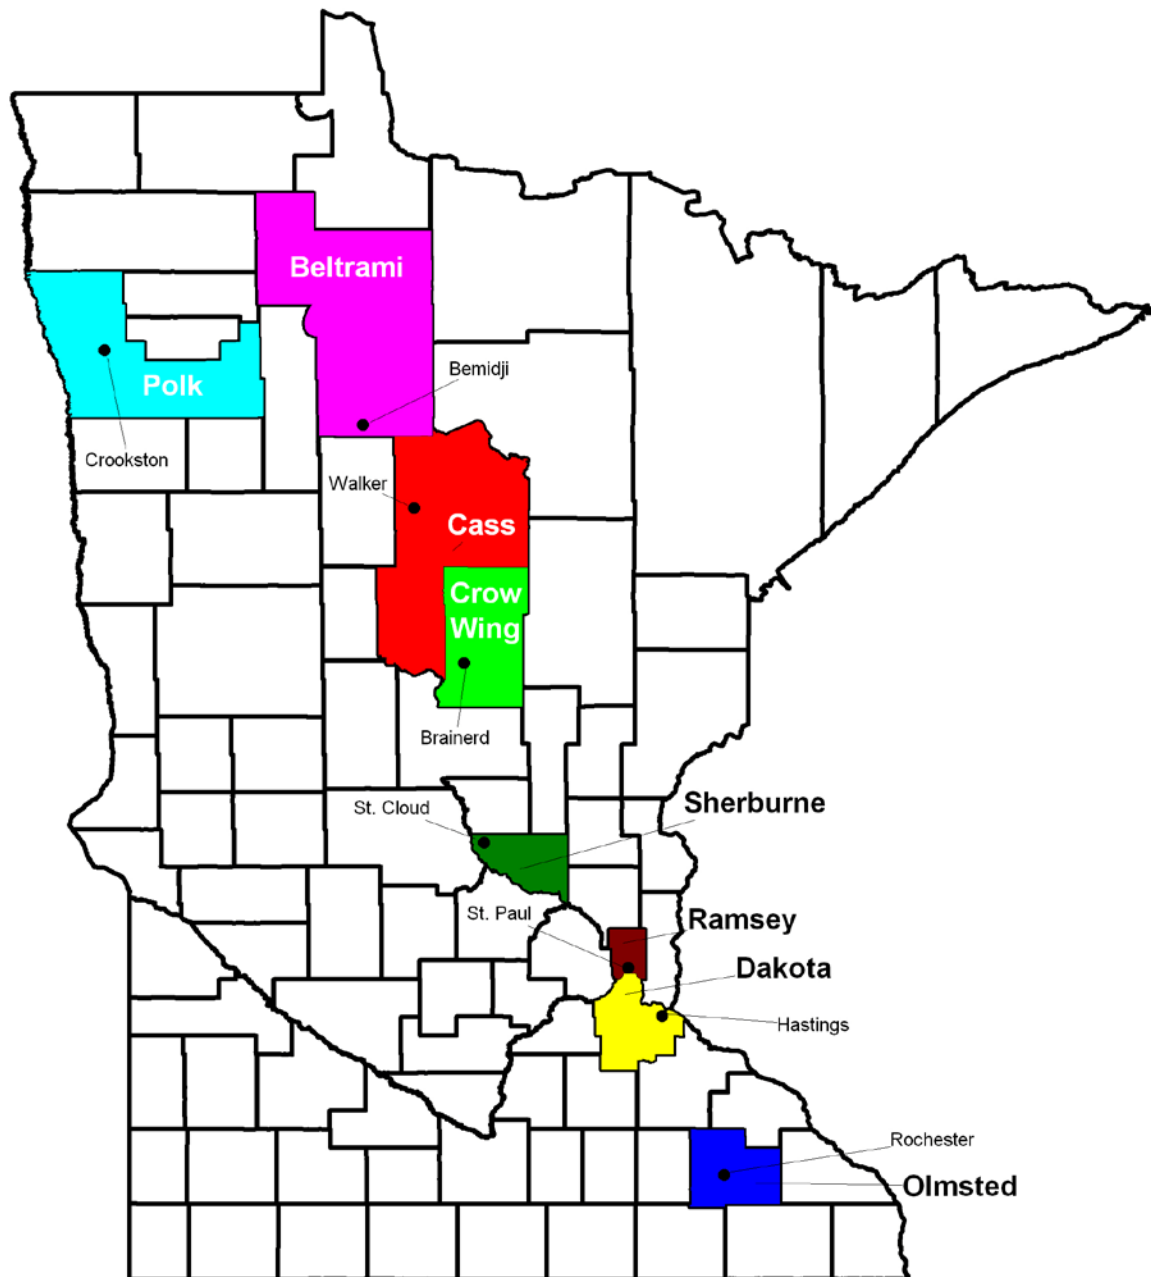 Beltrami
Bemidji
Polk
Crookston
Walker
Cass
Crow
Wing
Brainerd
St. Cloud
Sherburne
St. Paul
Ramsey
Dakota
Hastings
Rochester
Olmsted